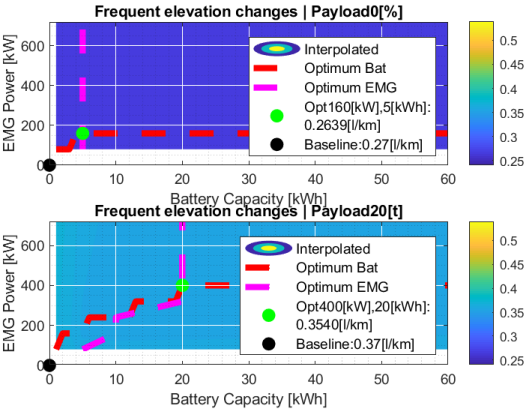 Frequent elevation changes | Payload0[%]
EMG Power [kW]
600
400
200
0
Interpolated
Optimum Bat
Optimum EMG
Opt160[kW],5[kWh]:
0.2639[l/km]
Baseline:0.27[l/km]
0 10 20 30 40 50 60
Battery Capacity [kWh]
0.5
0.45
0.4
0.35
0.3
0.25
Frequent elevation changes | Payload20[t]
EMG Power [kW]
600
400
200
0
Interpolated
Optimum Bat
Optimum EMG
Opt400[kW],20[kWh]:
0.3540[l/km]
Baseline:0.37[l/km]
0 10 20 30 40 50 60
Battery Capacity [kWh]
0.5
0.45
0.4
0.35
0.3
0.25